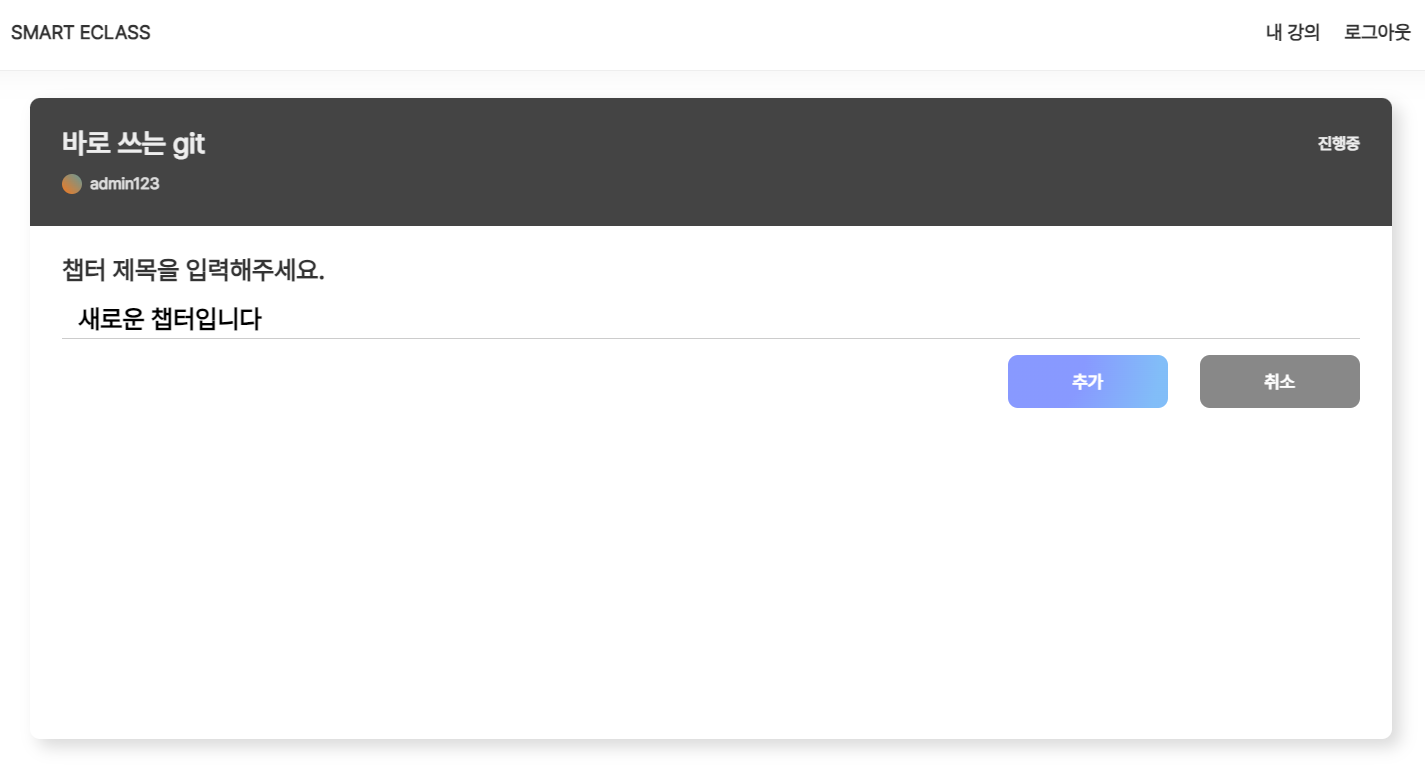 SMART ECLASS
내 강의 로그아웃
바로 쓰는 git
진행중
admin123
챕터 제목을 입력해주세요.
새로운 챕터입니다
추가 취소